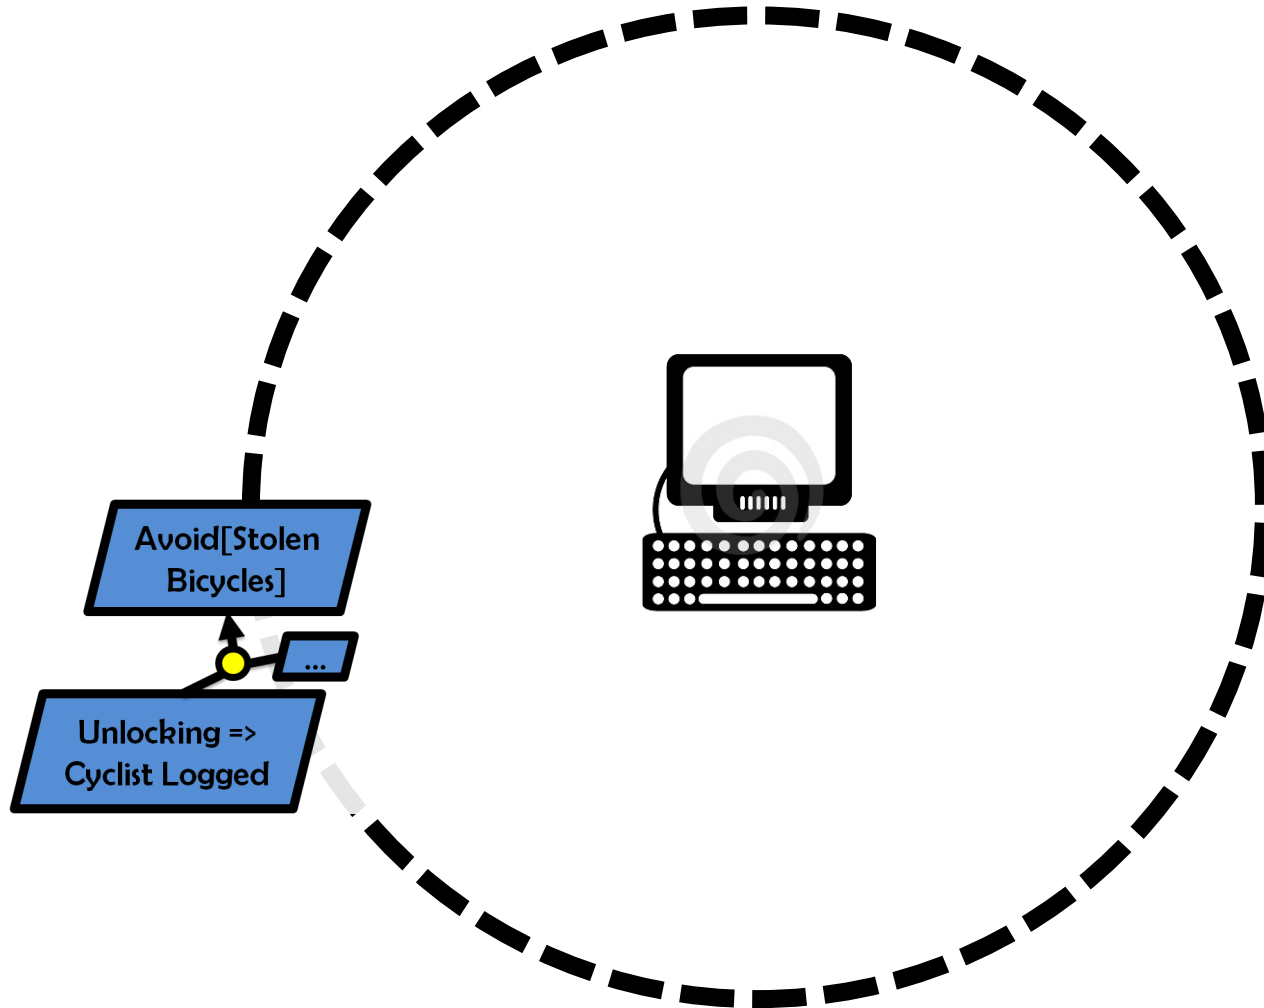 Avoid[Stolen
Bicycles]
...
Unlocking =>
Cyclist Logged